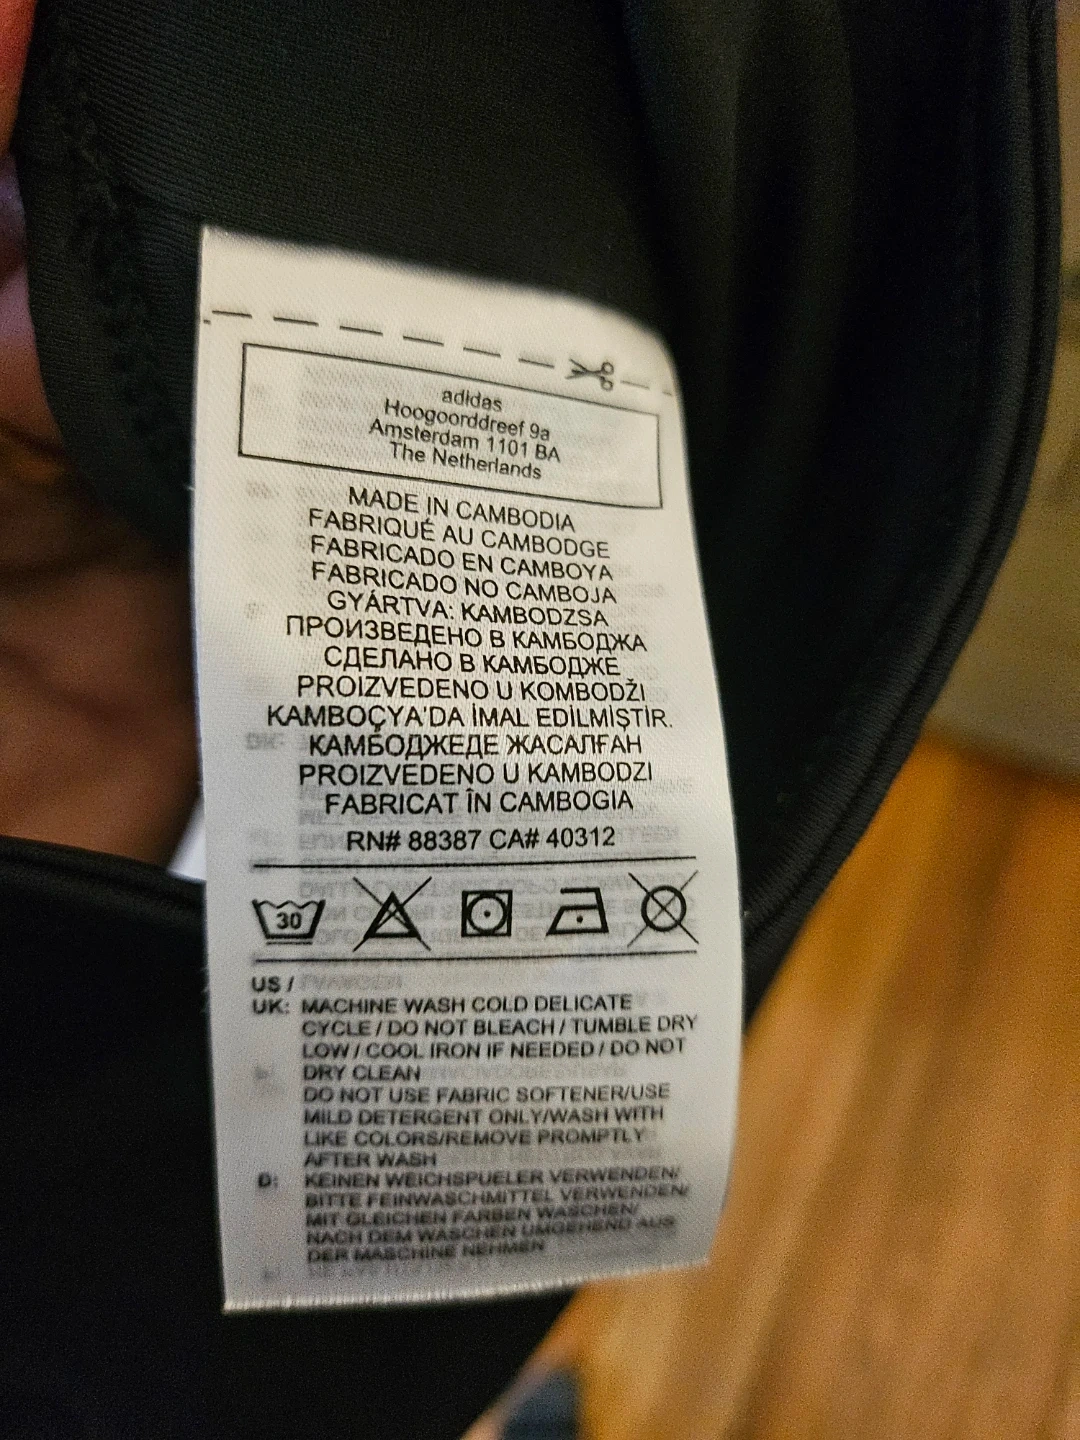 adidas
Hoogoorddreef 9a
Amsterdam 1101 BA
The Netherlands
MADE IN CAMBODIA
FABRIQUÉ AU CAMBODGE
FABRICADO EN CAMBOYA
FABRICADO NO CAMBOJA
GYÁRTVA: KAMBODZSA
ПРОИЗВЕДЕНО В КАМБОДЖА
СДЕЛАНО В КАМБОДЖЕ
PROIZVEDENO U KOMBODŽI
KAMBOÇYA'DA İMAL EDİLMİŞTİR.
КАМБОДЖЕДЕ ЖАСАЛҒАН
PROIZVEDENO U KAMBODZI
FABRICAT ÎN CAMBOGIA
RN# 88387 CA# 40312
30
US /
UK: MACHINE WASH COLD DELICATE
CYCLE / DO NOT BLEACH / TUMBLE DRY
LOW / COOL IRON IF NEEDED / DO NOT
DRY CLEAN
DO NOT USE FABRIC SOFTENER/USE
MILD DETERGENT ONLY/WASH WITH
LIKE COLORS/REMOVE PROMPTLY
AFTER WASH
D: KEINEN WEICHSPUELER VERWENDEN/
BITTE FEINWASCHMITTEL VERWENDEN/
MIT GLEICHEN FARBEN WASCHEN/
NACH DEM WASCHEN UMGEHEND AUS
DER MASCHINE NEHMEN